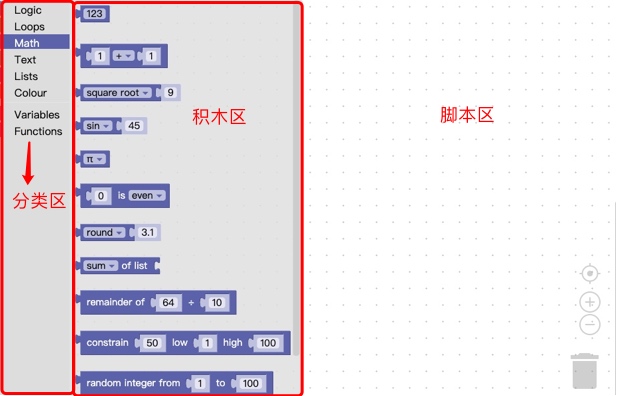 Logic
Loops
Math
Text
Lists
Colour
Variables
Functions
分类区
123
1 + 1
square root 9
sin 45
π
0 is even
round 3.1
sum of list
remainder of 64 ÷ 10
constrain 50 low 1 high 100
random integer from 1 to 100
积木区
脚本区